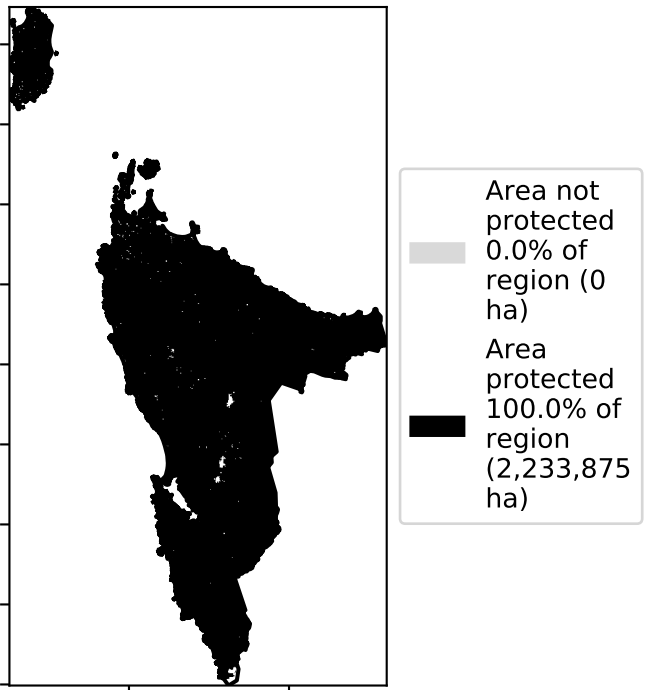 Area not
protected
0.0% of
region (0
ha)
Area
protected
100.0% of
region
(2,233,875
ha)